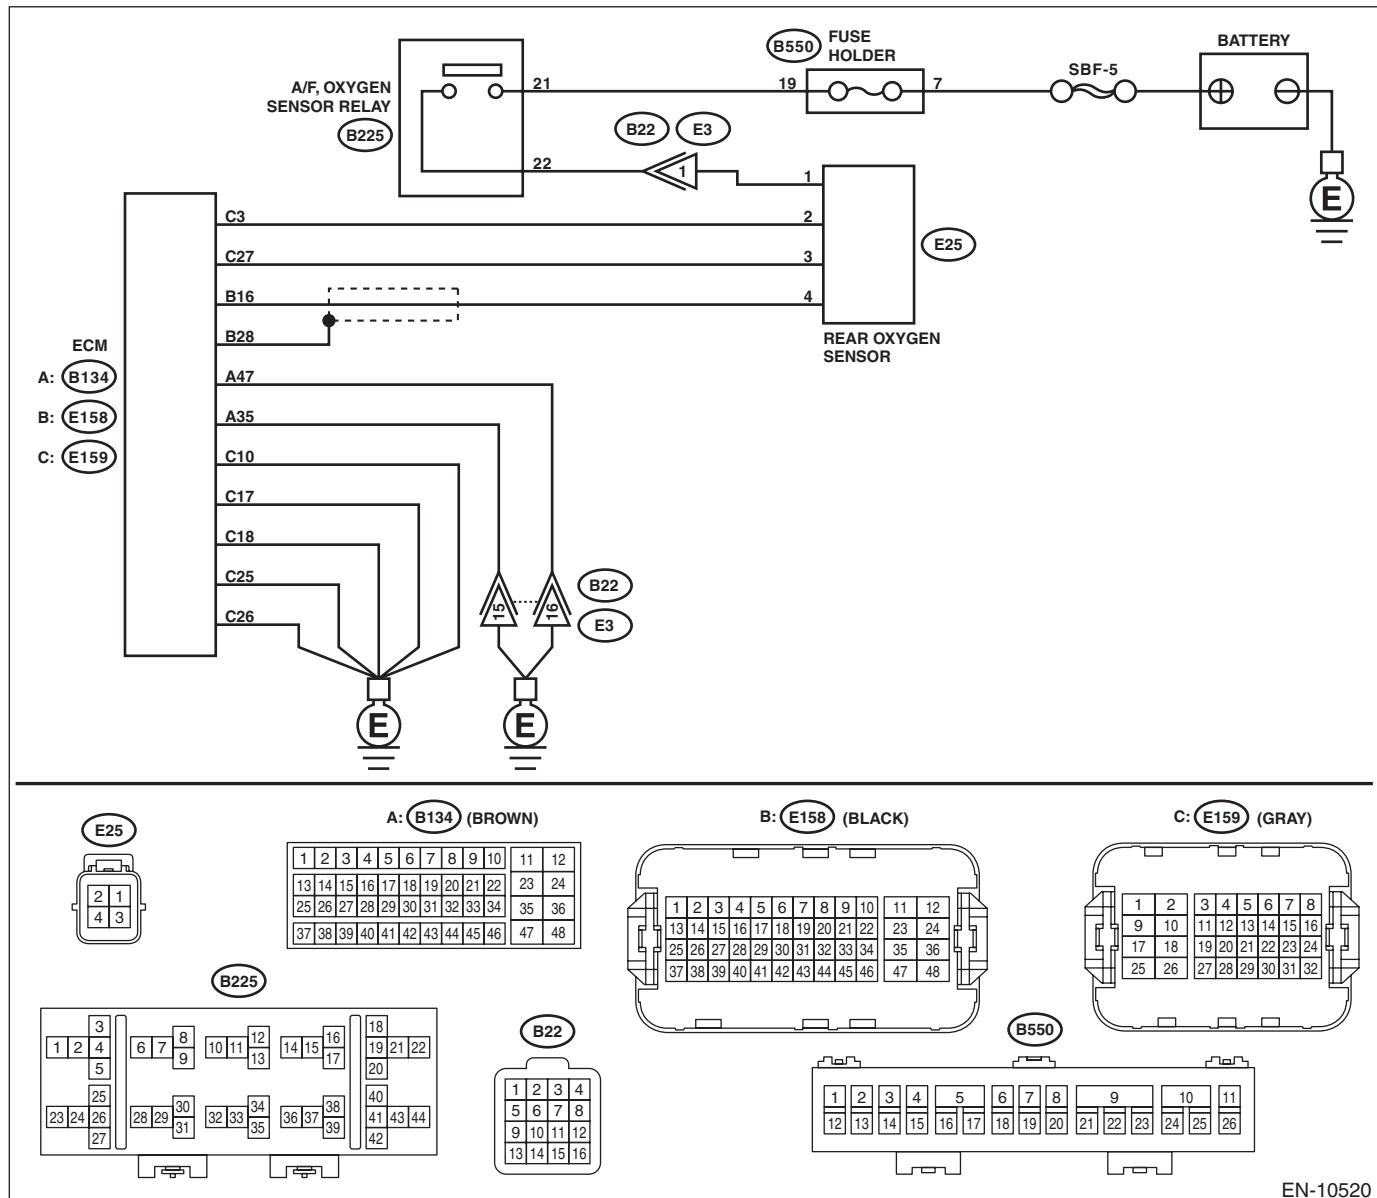 B550 FUSE HOLDER
BATTERY
SBF-5
A/F, OXYGEN SENSOR RELAY
B225
21
19
7
B22 E3
22
1
1
C3
2
E25
C27
3
B16
4
B28
REAR OXYGEN SENSOR
ECM
A: B134
B: E158
C: E159
A47
A35
C10
C17
C18
C25
C26
15
16
B22
E3
E
E
E
E25
2 1
4 3
A: B134 (BROWN)
1 2 3 4 5 6 7 8 9 10 11 12
13 14 15 16 17 18 19 20 21 22 23 24
25 26 27 28 29 30 31 32 33 34 35 36
37 38 39 40 41 42 43 44 45 46 47 48
B: E158 (BLACK)
1 2 3 4 5 6 7 8 9 10 11 12
13 14 15 16 17 18 19 20 21 22 23 24
25 26 27 28 29 30 31 32 33 34 35 36
37 38 39 40 41 42 43 44 45 46 47 48
C: E159 (GRAY)
1 2 3 4 5 6 7 8
9 10 11 12 13 14 15 16
17 18 19 20 21 22 23 24
25 26 27 28 29 30 31 32
B225
3 8 12 16 18
1 2 4 6 7 10 11 14 15 19 21 22
5 9 13 17 20
25 30 34 38 40
23 24 26 28 29 32 33 36 37 41 43 44
27 31 35 39 42
B22
1 2 3 4
5 6 7 8
9 10 11 12
13 14 15 16
B550
1 2 3 4 5 6 7 8 9 10 11
12 13 14 15 16 17 18 19 20 21 22 23 24 25 26
EN-10520